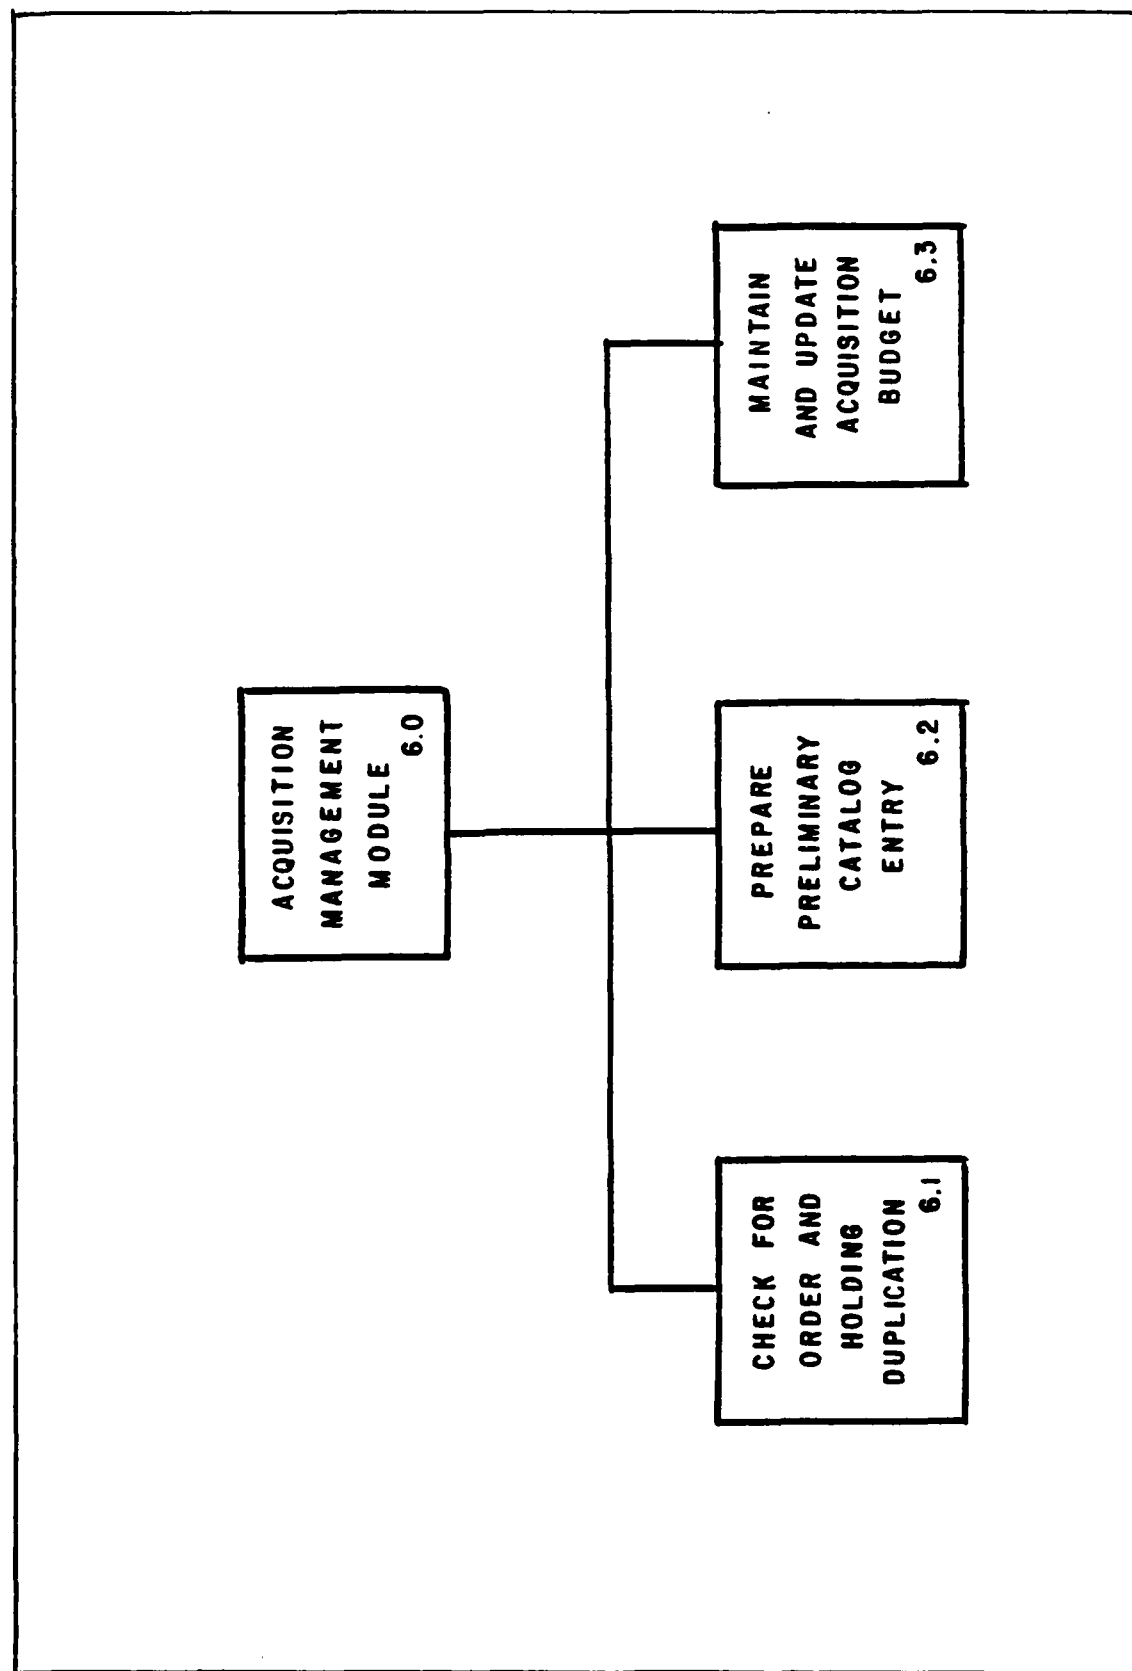 ACQUISITION
MANAGEMENT
MODULE
6.0
CHECK FOR
ORDER AND
HOLDING
DUPLICATION
6.1
PREPARE
PRELIMINARY
CATALOG
ENTRY
6.2
MAINTAIN
AND UPDATE
ACQUISITION
BUDGET
6.3